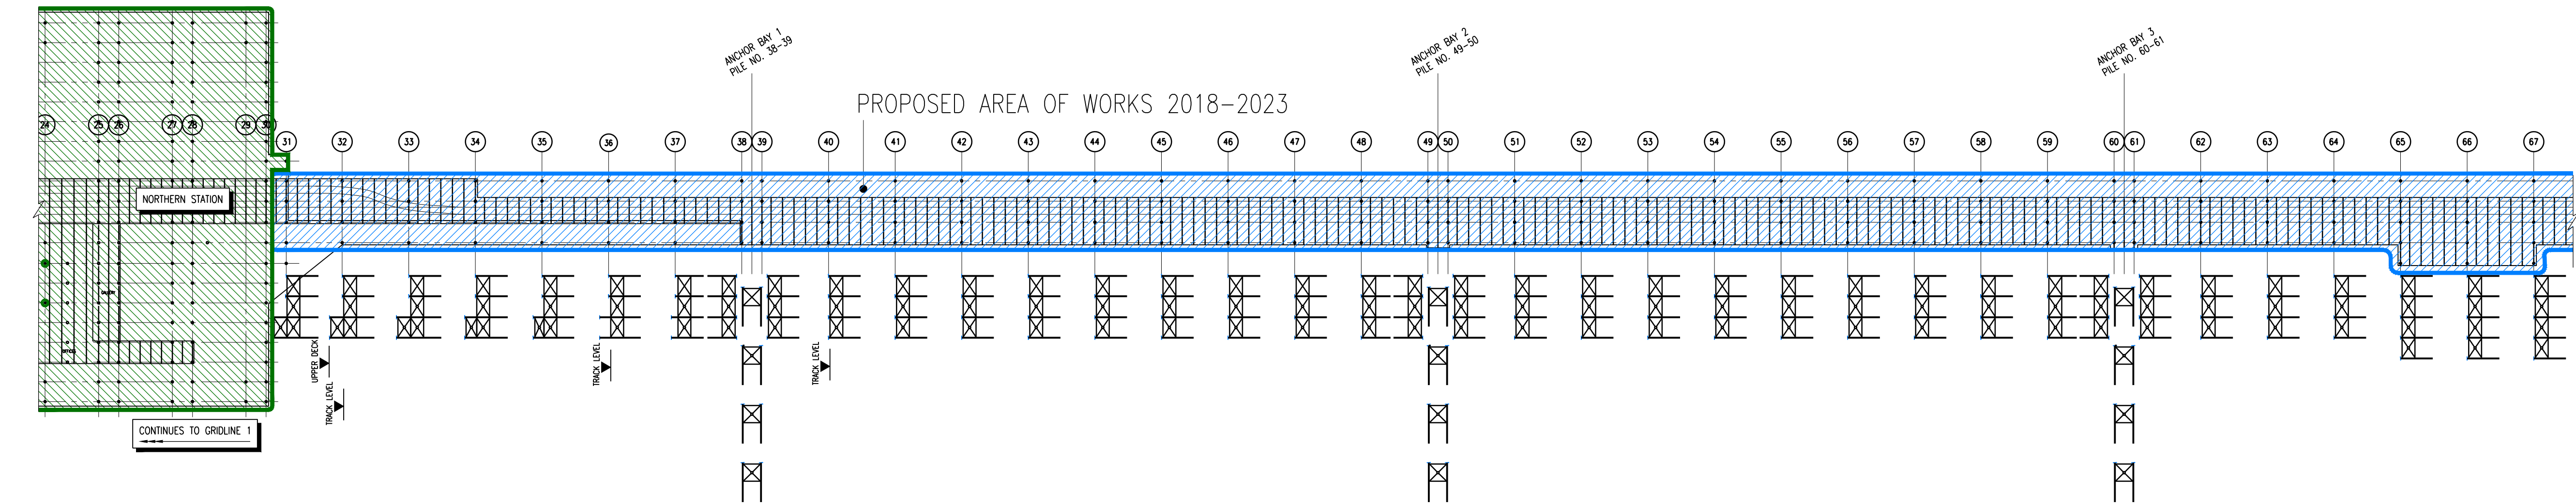 ANCHOR BAY 1
PILE NO. 38-39
ANCHOR BAY 2
PILE NO. 49-50
ANCHOR BAY 3
PILE NO. 60-61
PROPOSED AREA OF WORKS 2018-2023
24 25 26 27 28 29 30
31 32 33 34 35 36 37 38 39 40 41 42 43 44 45 46 47 48 49 50 51 52 53 54 55 56 57 58 59 60 61 62 63 64 65 66 67
NORTHERN STATION
GALLERY
OFFICES
UPPER DECK
TRACK LEVEL
TRACK LEVEL
TRACK LEVEL
CONTINUES TO GRIDLINE 1